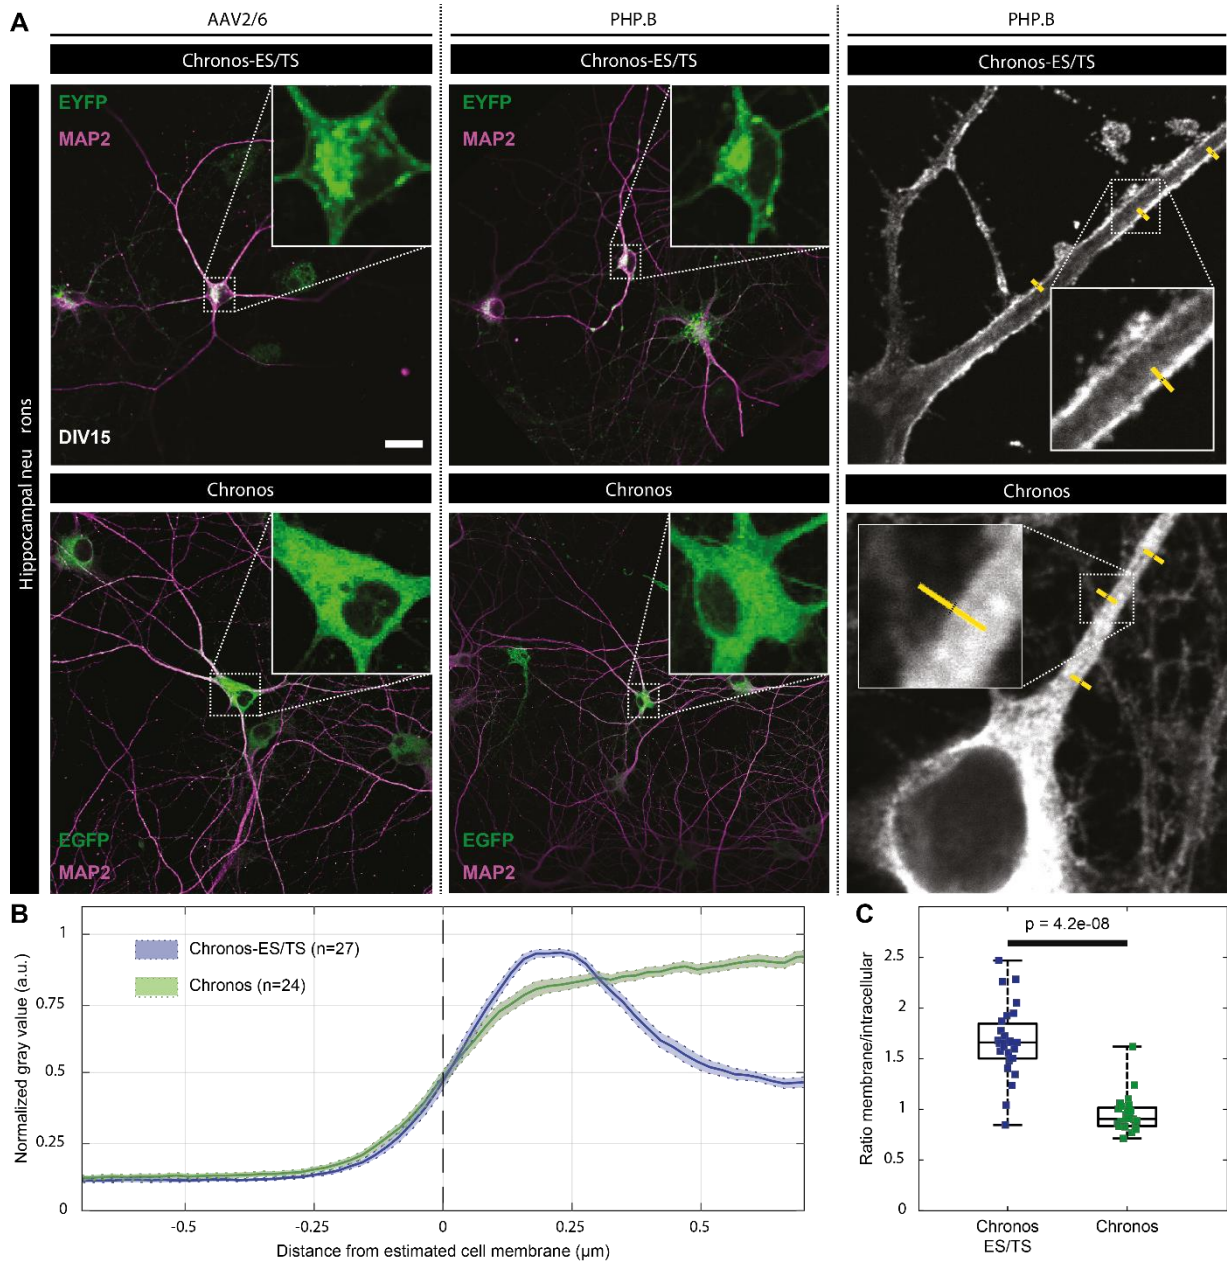 A
AAV2/6
PHP.B
PHP.B
Chronos-ES/TS
Chronos-ES/TS
Chronos-ES/TS
Hippocampal neu rons
EYFP
MAP2
DIV15
EYFP
MAP2
Chronos
Chronos
Chronos
EGFP
MAP2
EGFP
MAP2
B
Normalized gray value (a.u.)
1
0.75
0.5
0.25
0
Chronos-ES/TS (n=27)
Chronos (n=24)
-0.5
-0.25
0
0.25
0.5
Distance from estimated cell membrane (µm)
C
Ratio membrane/intracellular
p = 4.2e-08
2.5
2
1.5
1
0.5
0
Chronos
ES/TS
Chronos